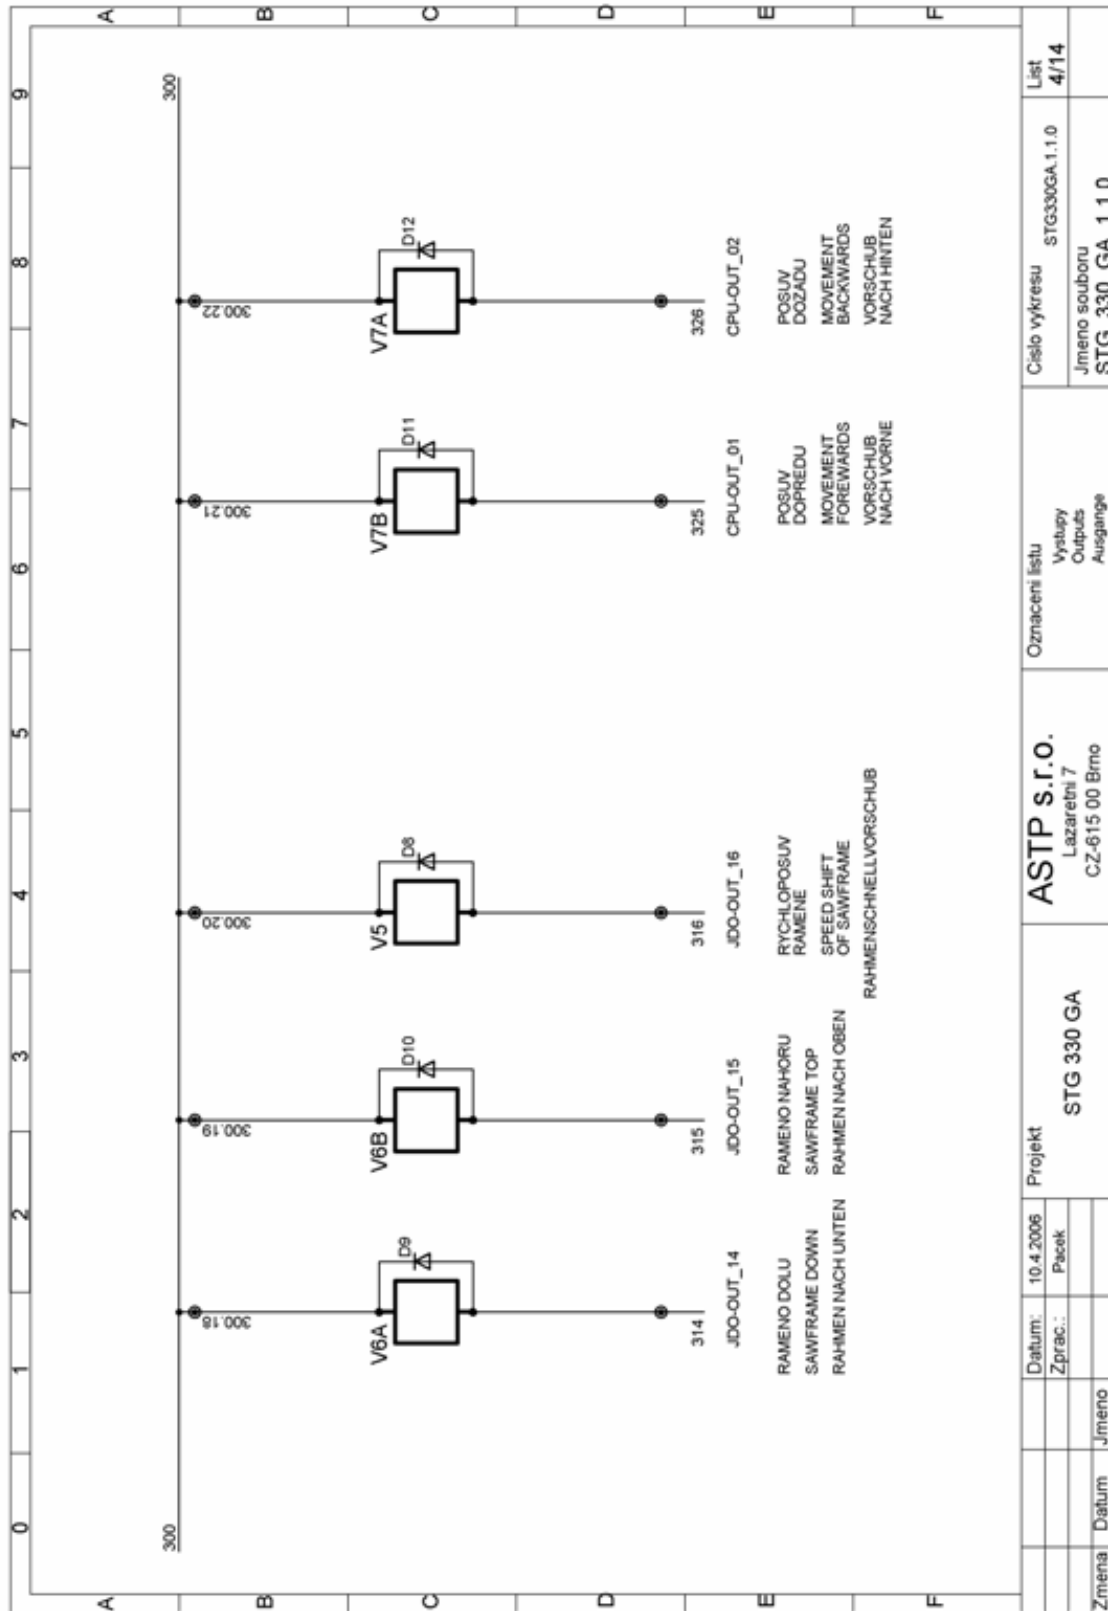 0 1 2 3 4 5 6 7 8 9
A
A
B
B
C
C
D
D
E
E
F
F
300
300
300.18
300.19
300.20
300.21
300.22
V6A
D9
V6B
D10
V5
D8
V7B
D11
V7A
D12
314
JDO-OUT_14
RAMENO DOLU
SAWFRAME DOWN
RAHMEN NACH UNTEN
315
JDO-OUT_15
RAMENO NAHORU
SAWFRAME TOP
RAHMEN NACH OBEN
316
JDO-OUT_16
RYCHLOPOSUV
RAMENE
SPEED SHIFT
OF SAWFRAME
RAHMENSCHNELLVORSCHUB
325
CPU-OUT_01
POSUV
DOPREDU
MOVEMENT
FOREWARDS
VORSCHUB
NACH VORNE
326
CPU-OUT_02
POSUV
DOZADU
MOVEMENT
BACKWARDS
VORSCHUB
NACH HINTEN
Zmena Datum Jmeno
Datum: 10.4.2006
Zprac.: Pacek
Projekt
STG 330 GA
ASTP s.r.o.
Lazaretni 7
CZ-615 00 Brno
Oznaceni listu
Vystupy
Outputs
Ausgange
Cislo vykresu
STG330GA.1.1.0
Jmeno souboru
STG_330_GA_1.1.0
List
4/14